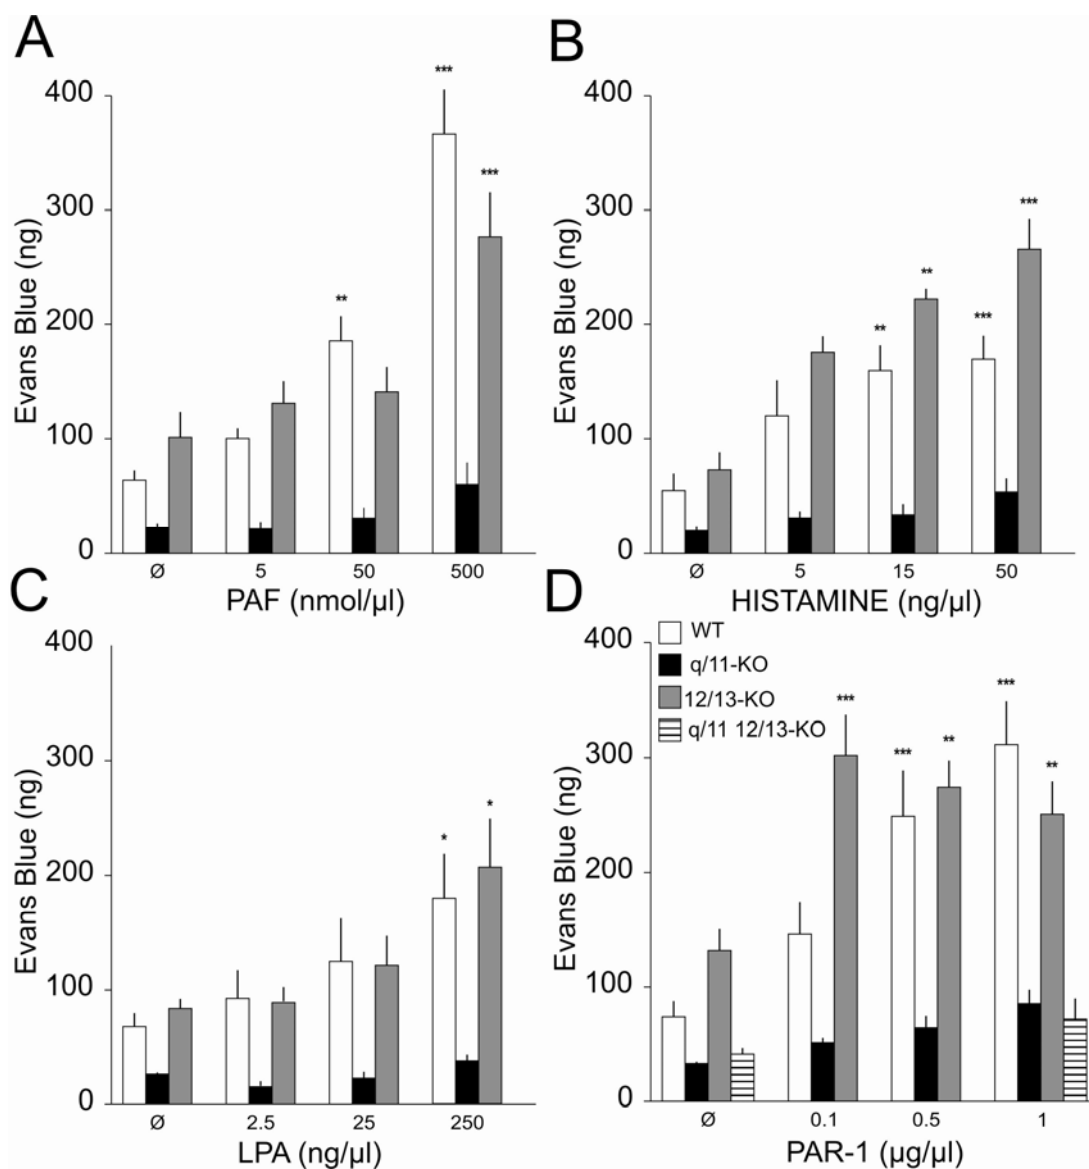 A
Evans Blue (ng)
400
300
200
100
0
***
***
**
Ø 5 50 500
PAF (nmol/µl)
B
Evans Blue (ng)
400
300
200
100
0
***
**
**
***
Ø 5 15 50
HISTAMINE (ng/µl)
C
Evans Blue (ng)
400
300
200
100
0
*
*
Ø 2.5 25 250
LPA (ng/µl)
D
Evans Blue (ng)
400
300
200
100
0
WT
q/11-KO
12/13-KO
q/11 12/13-KO
***
***
**
***
**
Ø 0.1 0.5 1
PAR-1 (µg/µl)